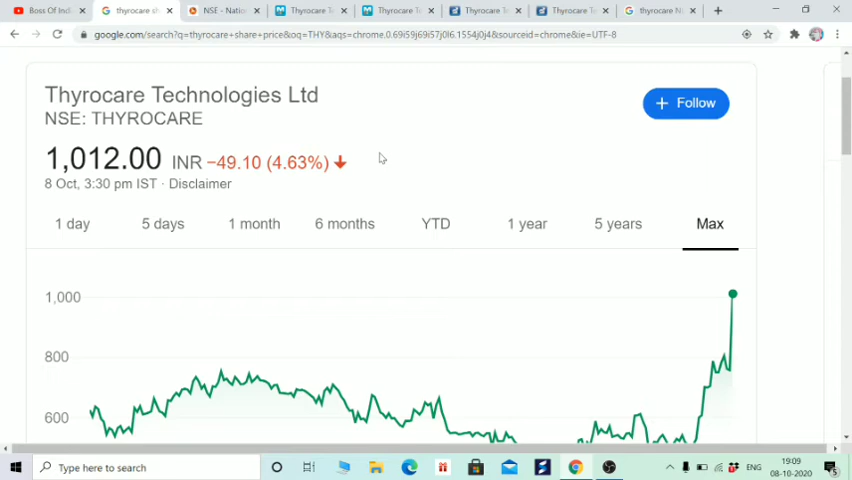 Boss Of Ind
thyrocare sh
NSE - Natio
Thyrocare Te
Thyrocare Te
Thyrocare Te
Thyrocare Te
thyrocare N
google.com/search?q=thyrocare+share+price&oq=THY&aqs=chrome.0.69i59j69i57j0l6.1554j0j4&sourceid=chrome&ie=UTF-8
Thyrocare Technologies Ltd
NSE: THYROCARE
+ Follow
1,012.00 INR −49.10 (4.63%)
8 Oct, 3:30 pm IST · Disclaimer
1 day 5 days 1 month 6 months YTD 1 year 5 years Max
1,000
800
600
Type here to search
ENG
19:09
08-10-2020
5